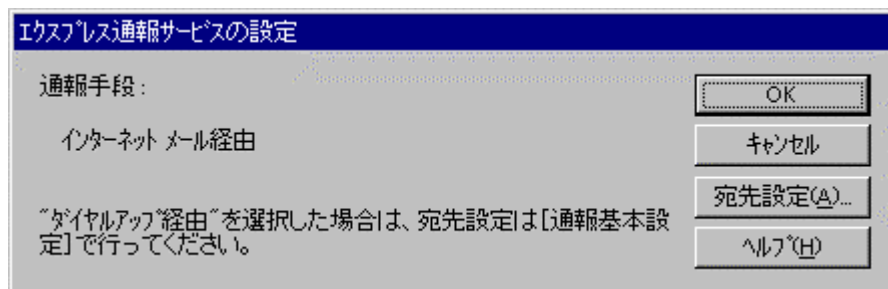 ｴｸｽﾌﾟﾚｽ通報ｻｰﾋﾞｽの設定
通報手段：
ｲﾝﾀｰﾈｯﾄ ﾒｰﾙ経由
"ﾀﾞｲﾔﾙｱｯﾌﾟ経由"を選択した場合は、宛先設定は[通報基本設
定]で行ってください。
OK
ｷｬﾝｾﾙ
宛先設定(A)...
ﾍﾙﾌﾟ(H)